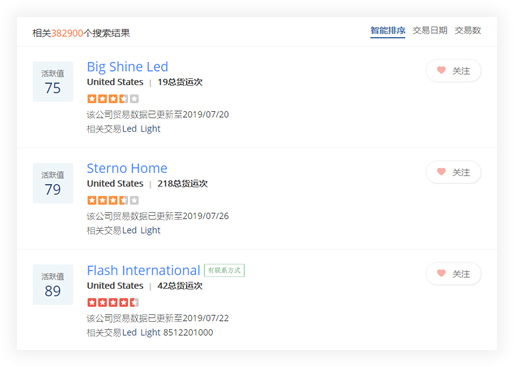 相关382900个搜索结果
智能排序 交易日期 交易数
活跃值
75
Big Shine Led
United States | 19总货运次
该公司贸易数据已更新至2019/07/20
相关交易Led Light
关注
活跃值
79
Sterno Home
United States | 218总货运次
该公司贸易数据已更新至2019/07/26
相关交易Led Light
关注
活跃值
89
Flash International 有联系方式
United States | 42总货运次
该公司贸易数据已更新至2019/07/22
相关交易Led Light 8512201000
关注